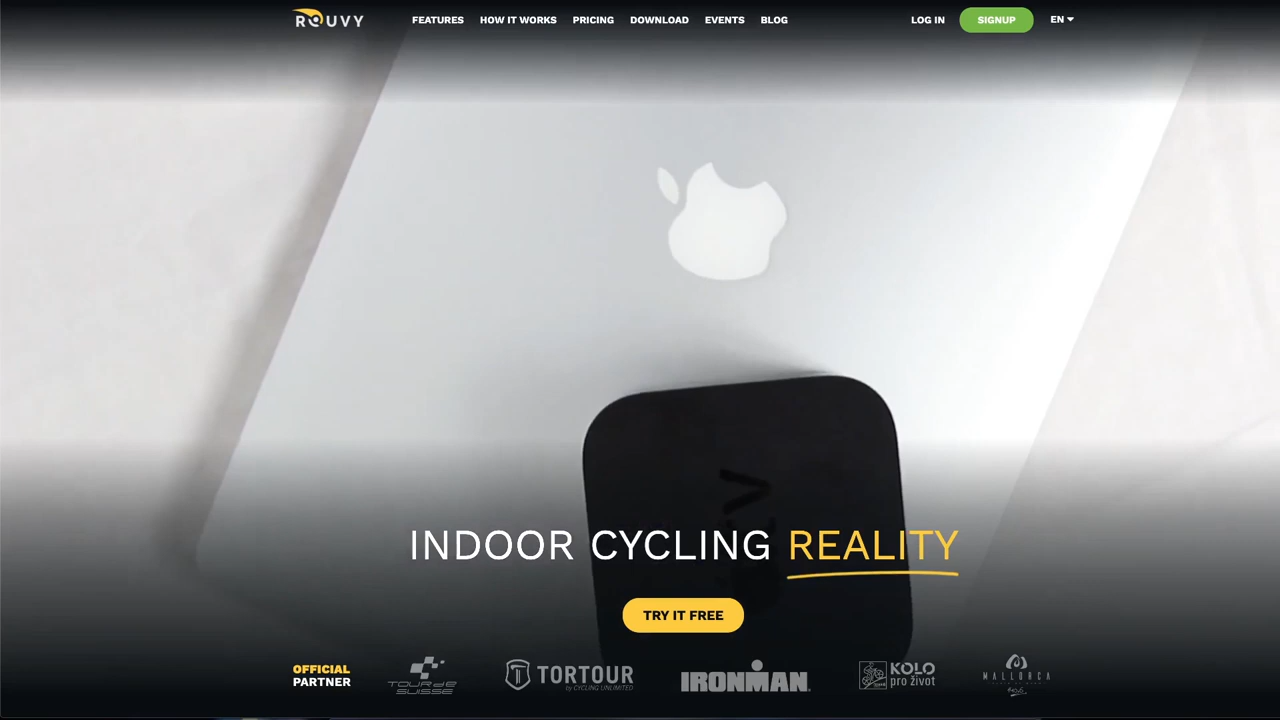 ROUVY FEATURES HOW IT WORKS PRICING DOWNLOAD EVENTS BLOG LOG IN SIGNUP EN
INDOOR CYCLING REALITY
TRY IT FREE
OFFICIAL
PARTNER
TOUR de
SUISSE
TORTOUR
by CYCLING UNLIMITED
IRONMAN
KOLO
pro život
MALLORCA
312